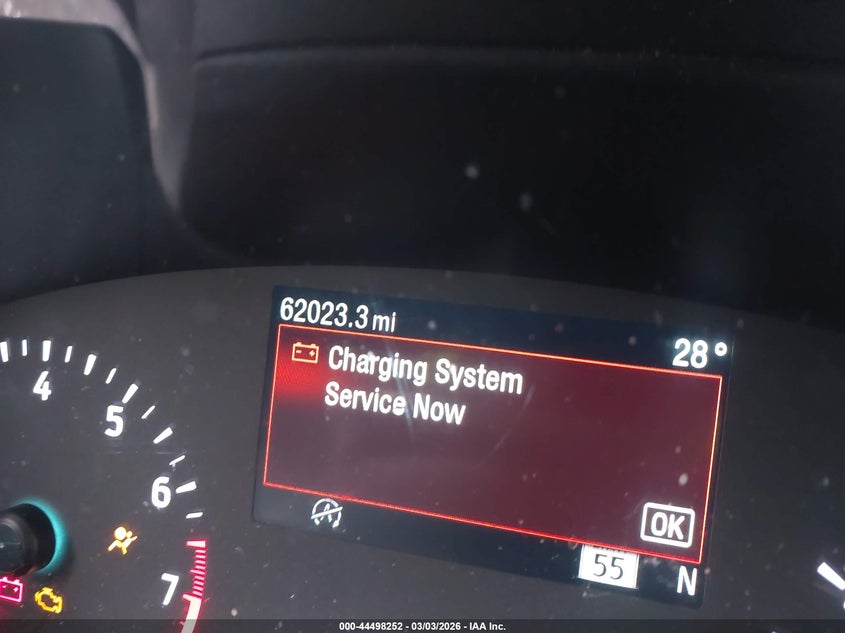 62023.3 mi
28°
Charging System
Service Now
OK
55
N
4
5
6
7
000-44498252 - 03/03/2026 - IAA Inc.